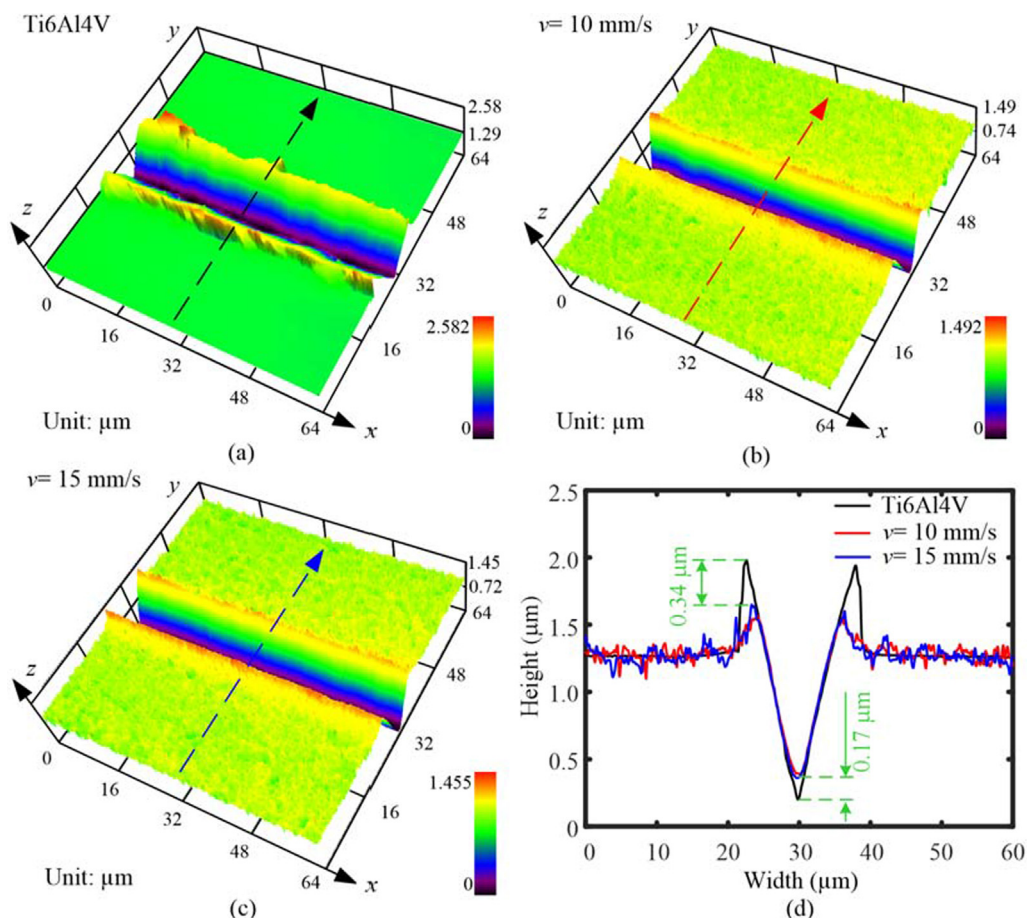 Ti6Al4V
y
2.58
1.29
64
48
32
16
z
0
16
32
48
64
x
2.582
0
Unit: µm
(a)
v= 10 mm/s
y
1.49
0.74
64
48
32
16
z
0
16
32
48
64
x
1.492
0
Unit: µm
(b)
v= 15 mm/s
y
1.45
0.72
64
48
32
16
z
0
16
32
48
64
x
1.455
0
Unit: µm
(c)
2.5
2.0
1.5
1.0
0.5
0
Height (µm)
Ti6Al4V
v= 10 mm/s
v= 15 mm/s
0.34 µm
0.17 µm
0 10 20 30 40 50 60
Width (µm)
(d)